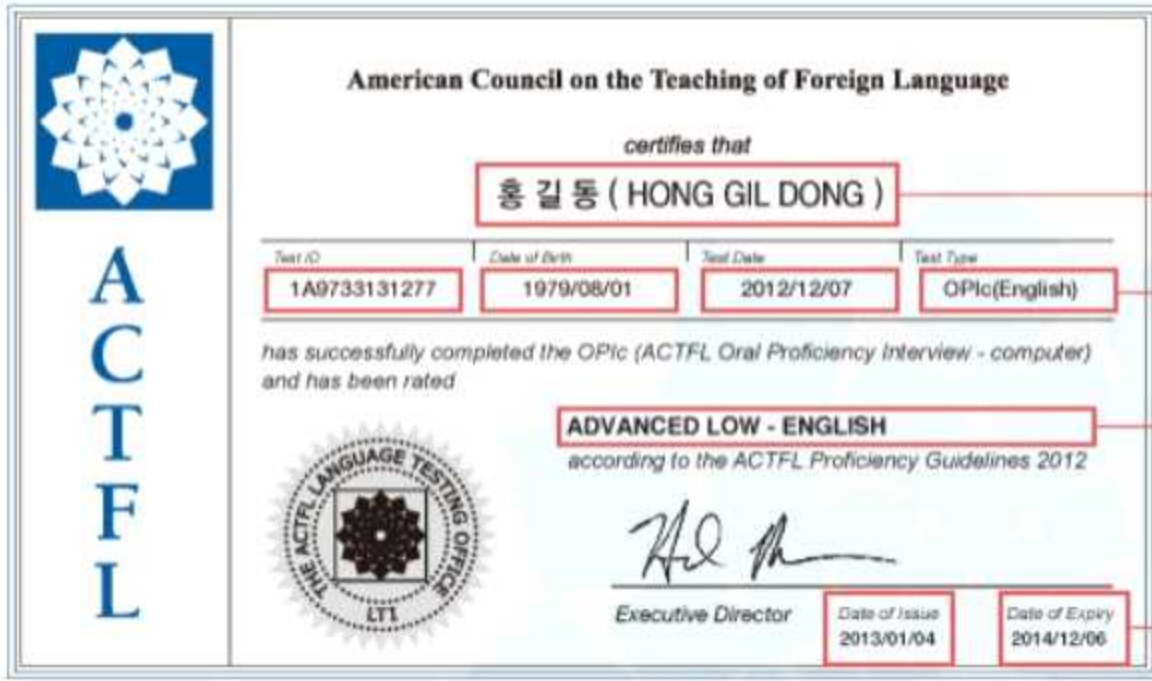 American Council on the Teaching of Foreign Language
certifies that
홍 길 동 ( HONG GIL DONG )
Test ID Date of Birth Test Date Test Type
1A9733131277 1979/08/01 2012/12/07 OPIc(English)
has successfully completed the OPIc (ACTFL Oral Proficiency Interview - computer)
and has been rated
ADVANCED LOW - ENGLISH
according to the ACTFL Proficiency Guidelines 2012
Executive Director
Date of Issue Date of Expiry
2013/01/04 2014/12/06
THE ACTFL LANGUAGE TESTING OFFICE
LTI
A
C
T
F
L